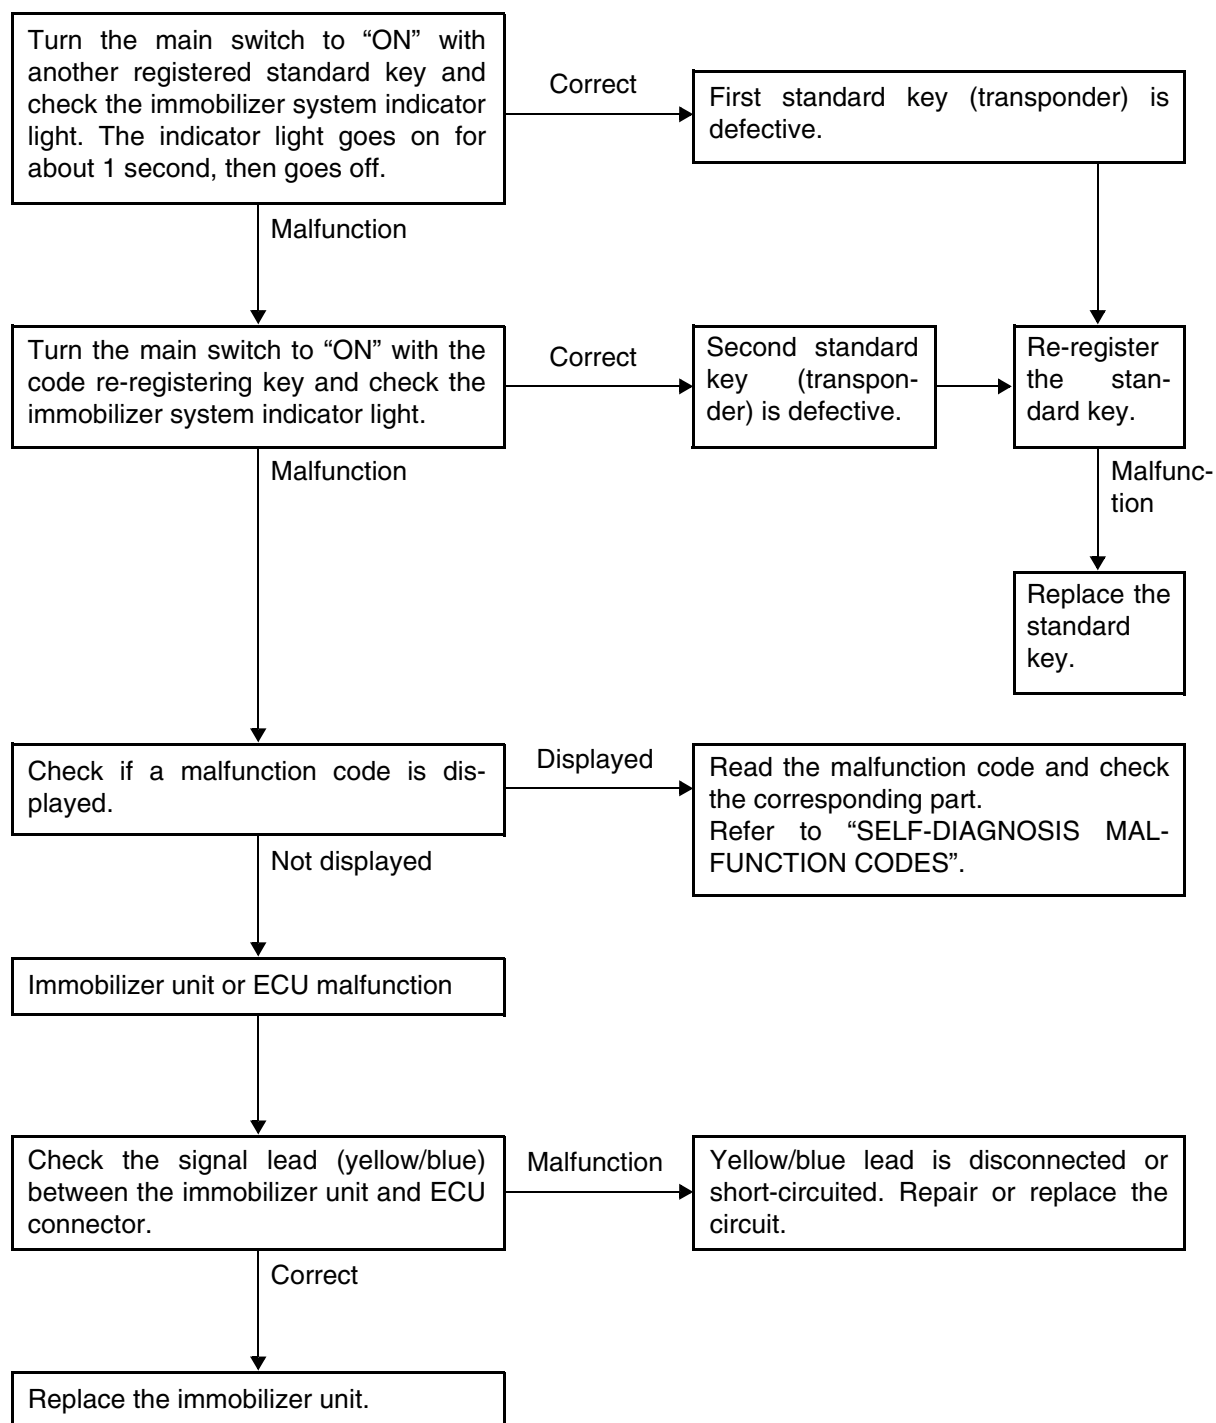 Turn the main switch to “ON” with
another registered standard key and
check the immobilizer system indicator
light. The indicator light goes on for
about 1 second, then goes off.
Correct
First standard key (transponder) is
defective.
Malfunction
Turn the main switch to “ON” with the
code re-registering key and check the
immobilizer system indicator light.
Correct
Second standard
key (transpon-
der) is defective.
Re-register
the stan-
dard key.
Malfunction
Malfunc-
tion
Replace the
standard
key.
Check if a malfunction code is dis-
played.
Displayed
Read the malfunction code and check
the corresponding part.
Refer to “SELF-DIAGNOSIS MAL-
FUNCTION CODES”.
Not displayed
Immobilizer unit or ECU malfunction
Check the signal lead (yellow/blue)
between the immobilizer unit and ECU
connector.
Malfunction
Yellow/blue lead is disconnected or
short-circuited. Repair or replace the
circuit.
Correct
Replace the immobilizer unit.